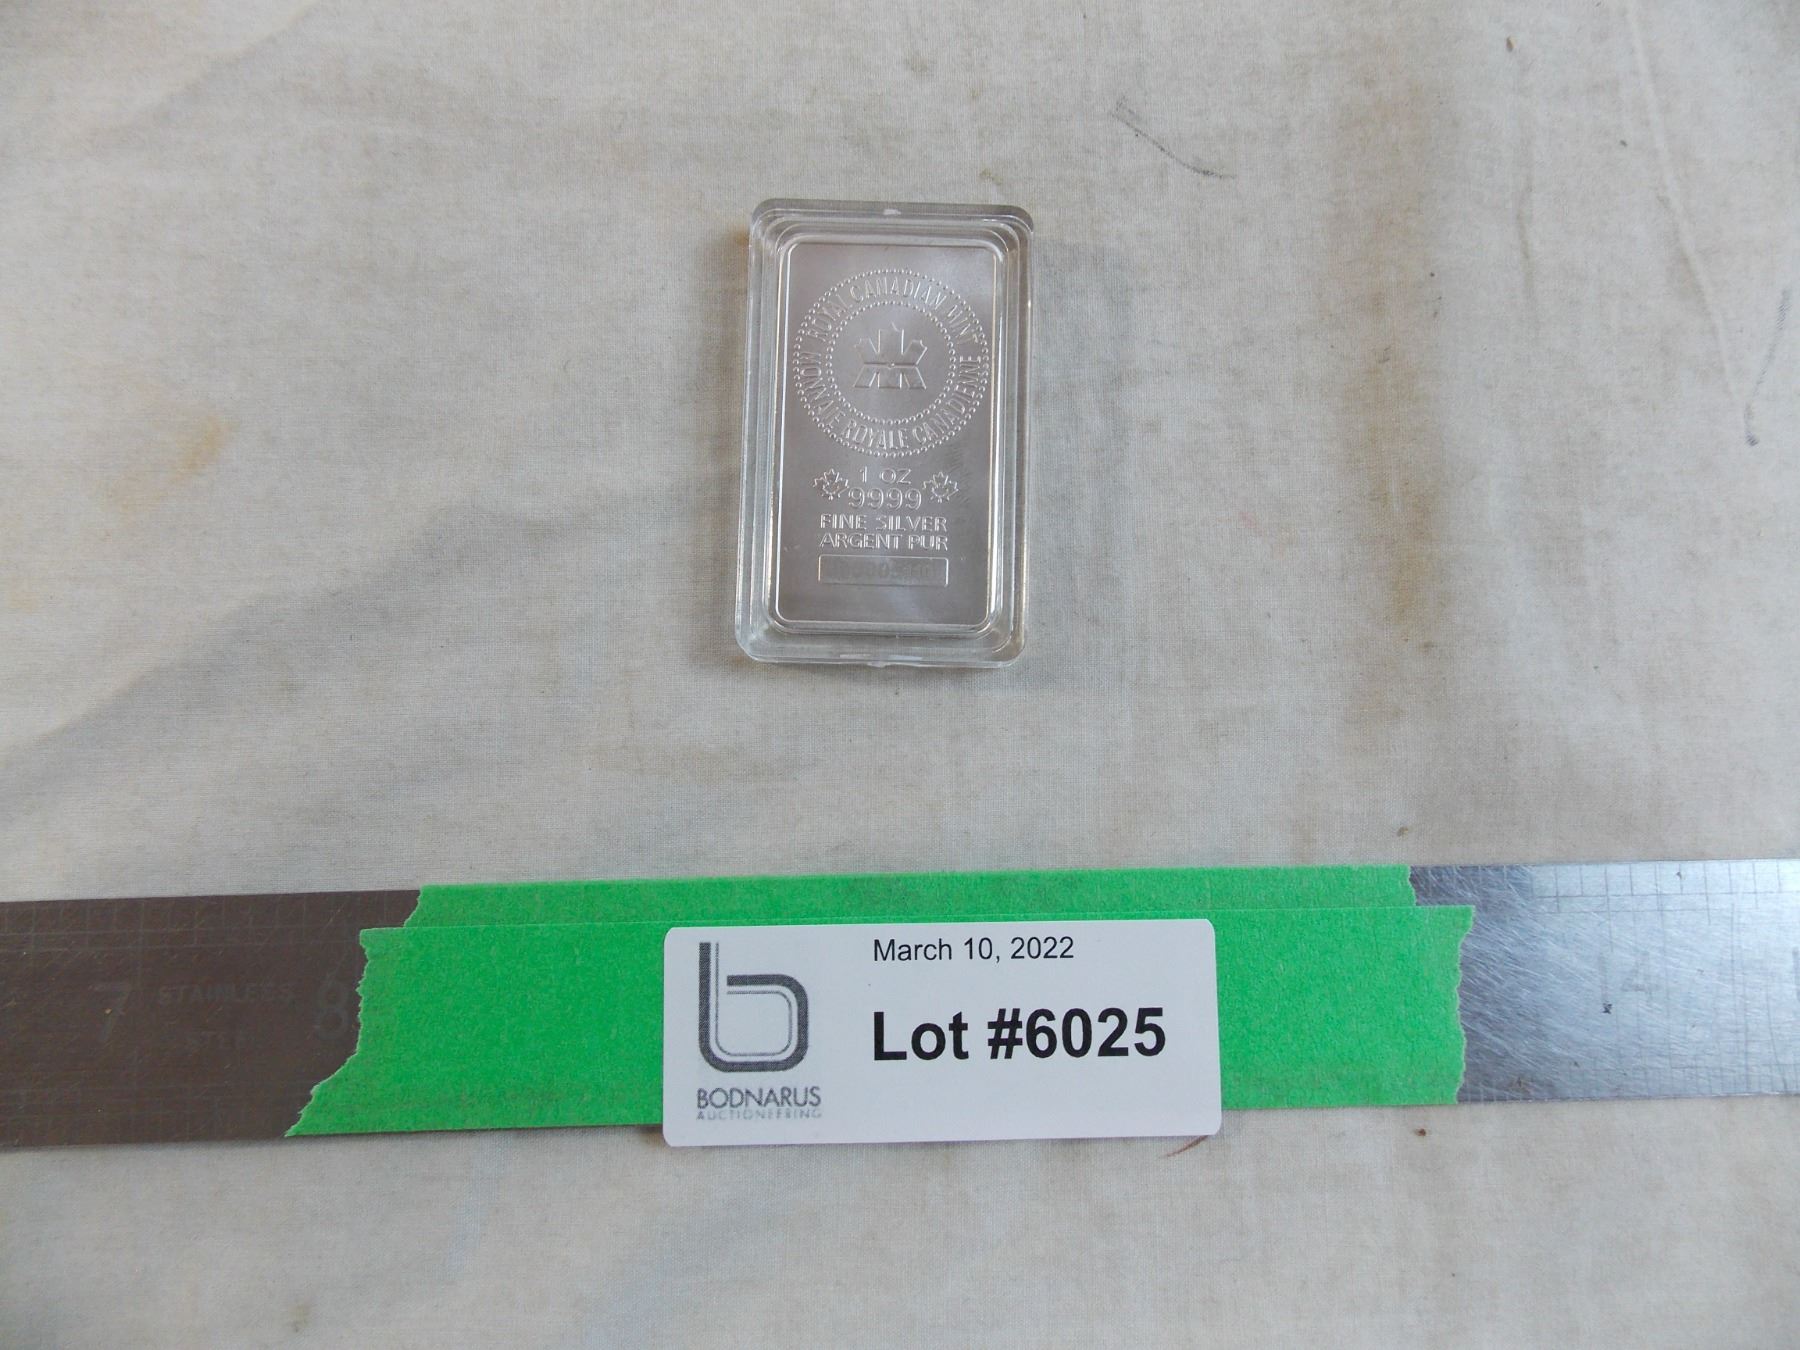 ROYAL CANADIAN MINT
MONNAIE ROYALE CANADIENNE
1 OZ
9999
FINE SILVER
ARGENT PUR
7 STAINLESS 8
14
March 10, 2022
Lot #6025
BODNARUS
AUCTIONEERING